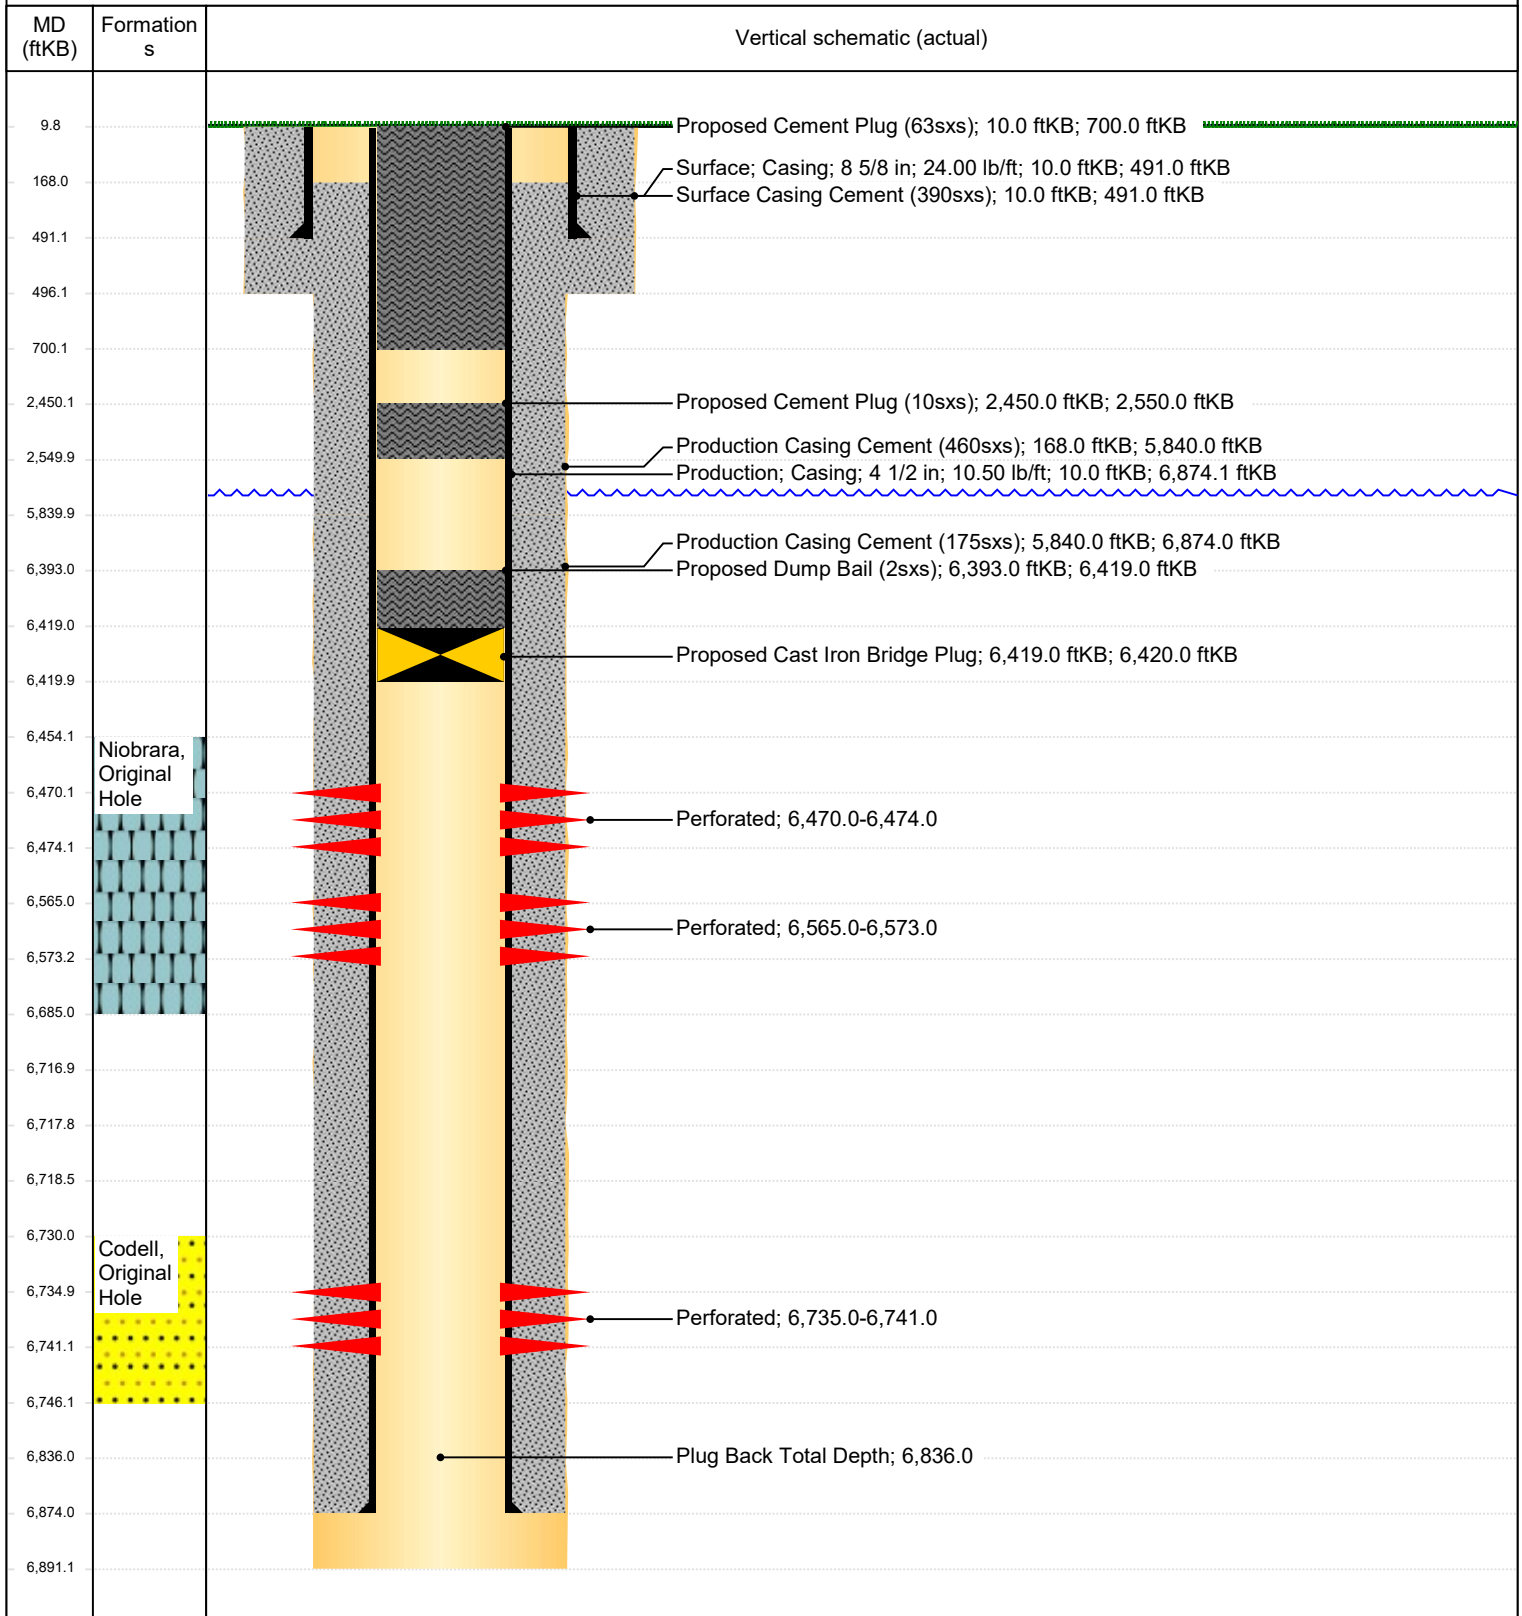 MD
(ftKB)
Formation
s
Vertical schematic (actual)
9.8
Proposed Cement Plug (63sxs); 10.0 ftKB; 700.0 ftKB
Surface; Casing; 8 5/8 in; 24.00 lb/ft; 10.0 ftKB; 491.0 ftKB
168.0
Surface Casing Cement (390sxs); 10.0 ftKB; 491.0 ftKB
491.1
496.1
700.1
2,450.1
Proposed Cement Plug (10sxs); 2,450.0 ftKB; 2,550.0 ftKB
Production Casing Cement (460sxs); 168.0 ftKB; 5,840.0 ftKB
2,549.9
Production; Casing; 4 1/2 in; 10.50 lb/ft; 10.0 ftKB; 6,874.1 ftKB
5,839.9
Production Casing Cement (175sxs); 5,840.0 ftKB; 6,874.0 ftKB
6,393.0
Proposed Dump Bail (2sxs); 6,393.0 ftKB; 6,419.0 ftKB
6,419.0
Proposed Cast Iron Bridge Plug; 6,419.0 ftKB; 6,420.0 ftKB
6,419.9
6,454.1
Niobrara,
Original
Hole
6,470.1
Perforated; 6,470.0-6,474.0
6,474.1
6,565.0
Perforated; 6,565.0-6,573.0
6,573.2
6,685.0
6,716.9
6,717.8
6,718.5
6,730.0
Codell,
Original
Hole
6,734.9
Perforated; 6,735.0-6,741.0
6,741.1
6,746.1
6,836.0
Plug Back Total Depth; 6,836.0
6,874.0
6,891.1